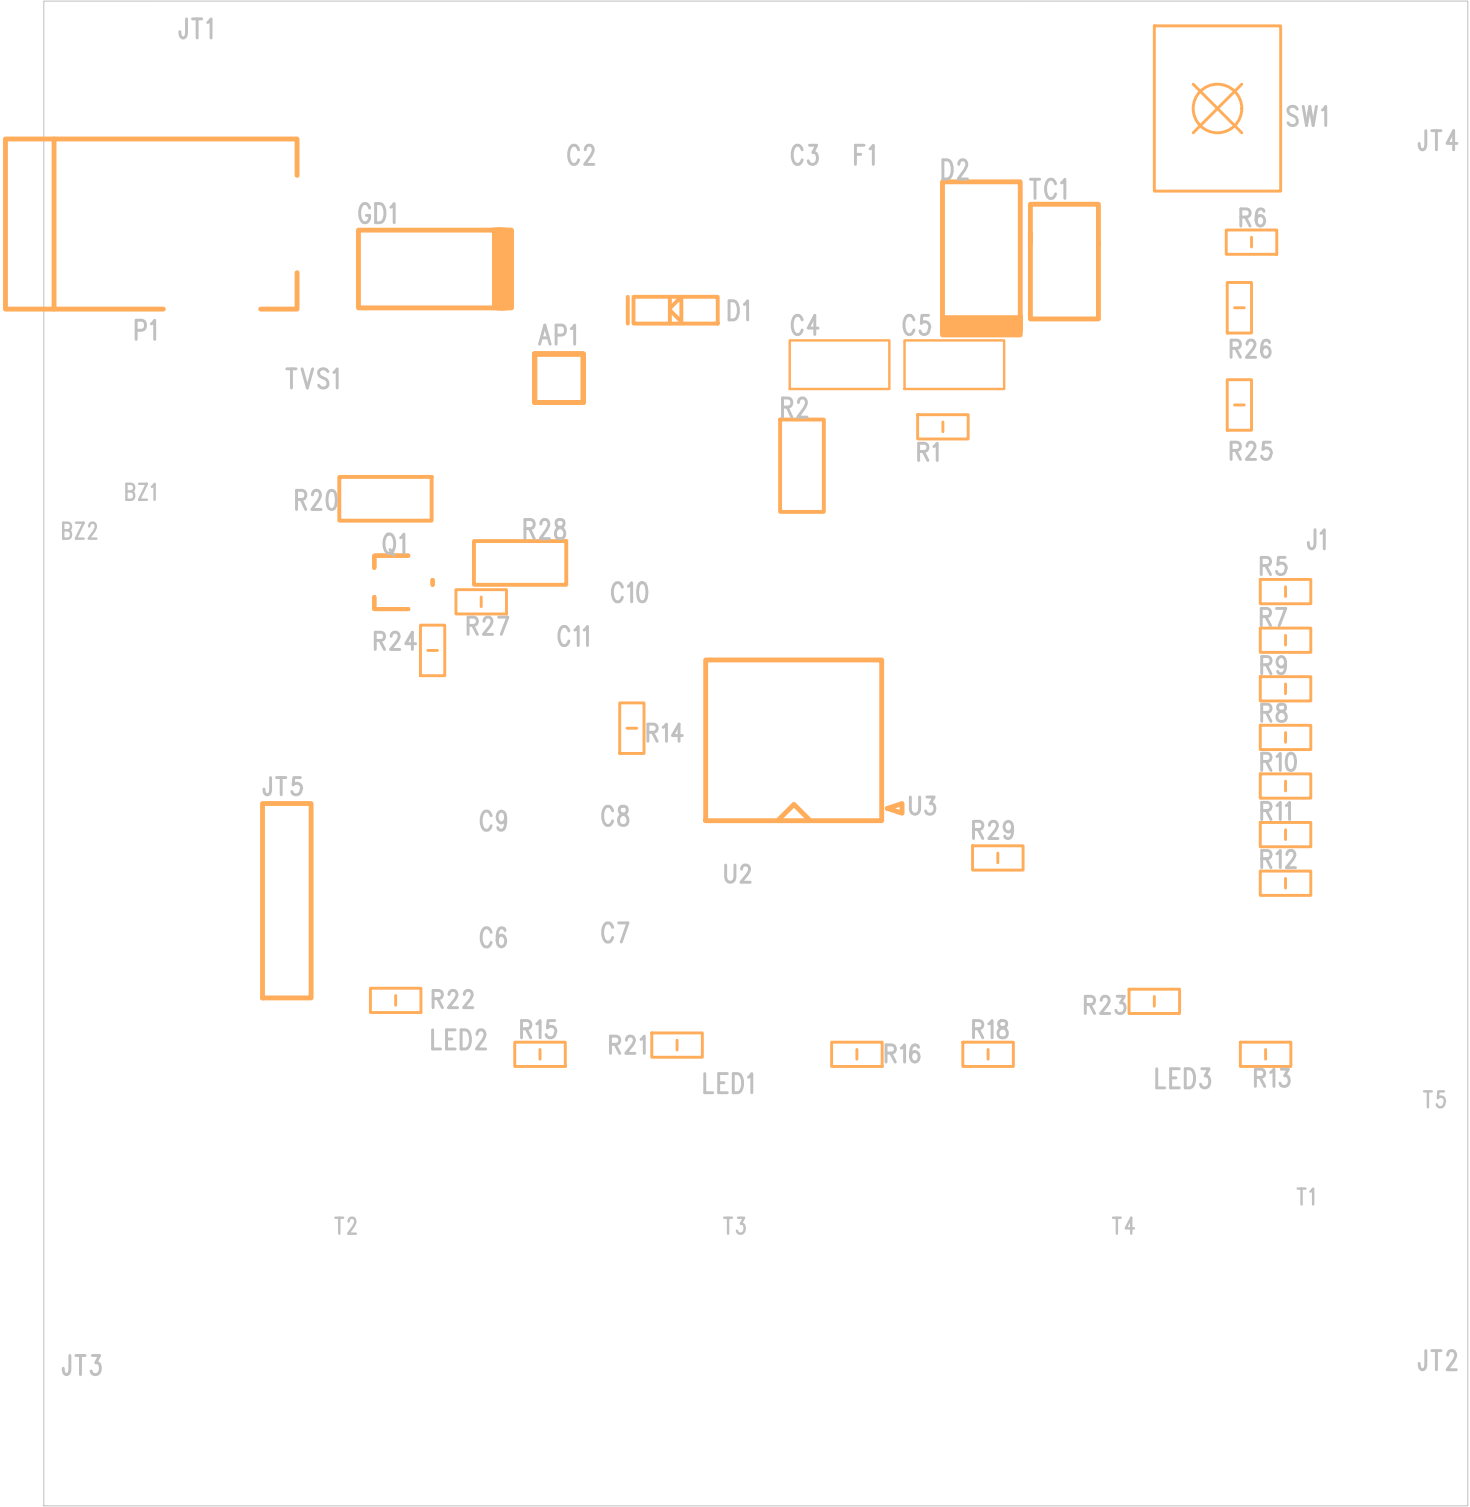 JT1
SW1
JT4
C2
C3
F1
D2
TC1
GD1
R6
D1
P1
AP1
C4
C5
R26
TVS1
R2
R1
R25
BZ1
R20
BZ2
R28
Q1
J1
R5
C10
R7
R27
C11
R24
R9
R8
R14
R10
JT5
U3
R11
C9
C8
R29
R12
U2
C6
C7
R22
R23
LED2
R15
R21
R16
R18
LED1
LED3
R13
T5
T1
T2
T3
T4
JT3
JT2